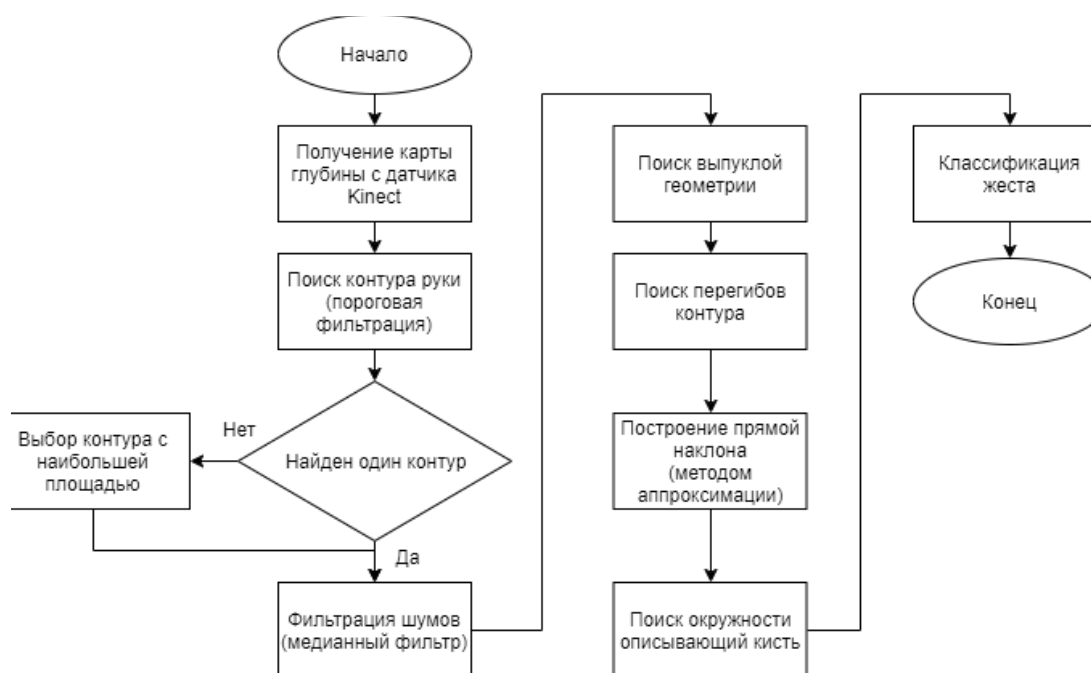 Начало
Получение карты
глубины с датчика
Kinect
Поиск контура руки
(пороговая
фильтрация)
Нет
Найден один контур
Выбор контура с
наибольшей
площадью
Да
Фильтрация шумов
(медианный фильтр)
Поиск выпуклой
геометрии
Поиск перегибов
контура
Построение прямой
наклона
(методом
аппроксимации)
Поиск окружности
описывающий кисть
Классификация
жеста
Конец